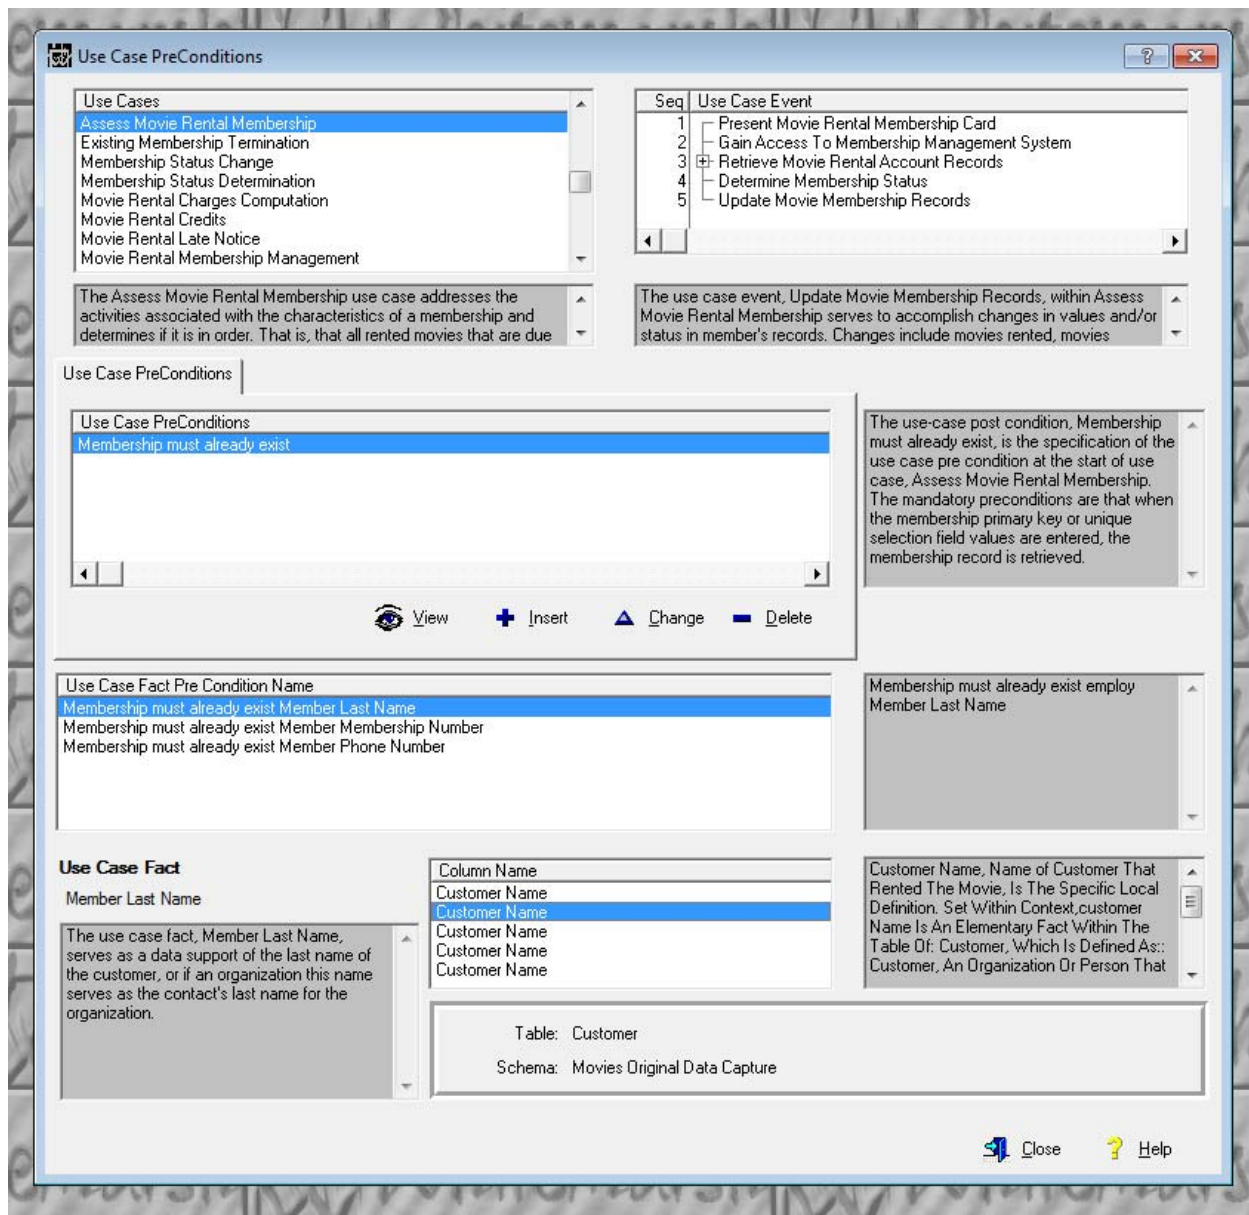 Use Case PreConditions
Use Cases
Assess Movie Rental Membership
Existing Membership Termination
Membership Status Change
Membership Status Determination
Movie Rental Charges Computation
Movie Rental Credits
Movie Rental Late Notice
Movie Rental Membership Management
Seq Use Case Event
1 Present Movie Rental Membership Card
2 Gain Access To Membership Management System
3 Retrieve Movie Rental Account Records
4 Determine Membership Status
5 Update Movie Membership Records
The Assess Movie Rental Membership use case addresses the
activities associated with the characteristics of a membership and
determines if it is in order. That is, that all rented movies that are due
The use case event, Update Movie Membership Records, within Assess
Movie Rental Membership serves to accomplish changes in values and/or
status in member's records. Changes include movies rented, movies
Use Case PreConditions
Use Case PreConditions
Membership must already exist
The use-case post condition, Membership
must already exist, is the specification of the
use case pre condition at the start of use
case, Assess Movie Rental Membership.
The mandatory preconditions are that when
the membership primary key or unique
selection field values are entered, the
membership record is retrieved.
View Insert Change Delete
Use Case Fact Pre Condition Name
Membership must already exist Member Last Name
Membership must already exist Member Membership Number
Membership must already exist Member Phone Number
Membership must already exist employ
Member Last Name
Use Case Fact
Member Last Name
The use case fact, Member Last Name,
serves as a data support of the last name of
the customer, or if an organization this name
serves as the contact's last name for the
organization.
Column Name
Customer Name
Customer Name
Customer Name
Customer Name
Customer Name
Customer Name, Name of Customer That
Rented The Movie, Is The Specific Local
Definition. Set Within Context,customer
Name Is An Elementary Fact Within The
Table Of: Customer, Which Is Defined As::
Customer, An Organization Or Person That
Table: Customer
Schema: Movies Original Data Capture
Close ? Help